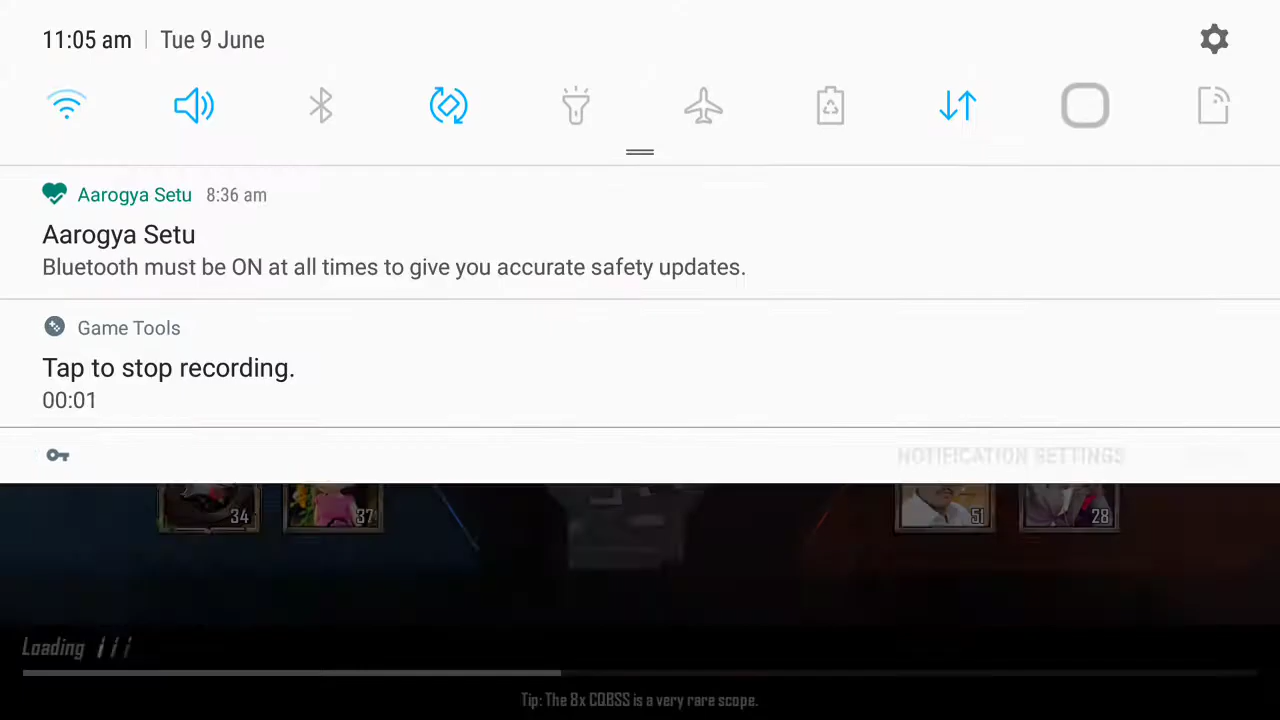 11:05 am | Tue 9 June
Aarogya Setu 8:36 am
Aarogya Setu
Bluetooth must be ON at all times to give you accurate safety updates.
Game Tools
Tap to stop recording.
00:01
NOTIFICATION SETTINGS
34 37 51 28
Loading
Tip: The 8x CQBSS is a very rare scope.